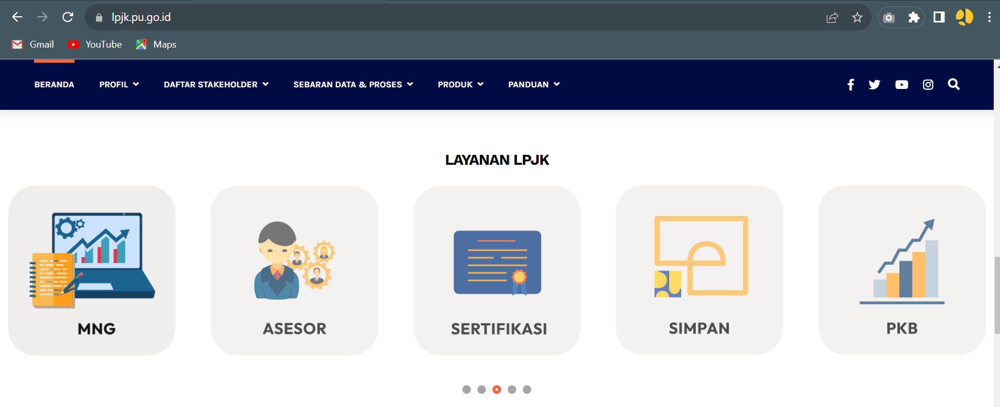 lpjk.pu.go.id
Gmail YouTube Maps
BERANDA PROFIL DAFTAR STAKEHOLDER SEBARAN DATA & PROSES PRODUK PANDUAN
LAYANAN LPJK
MNG ASESOR SERTIFIKASI SIMPAN PKB